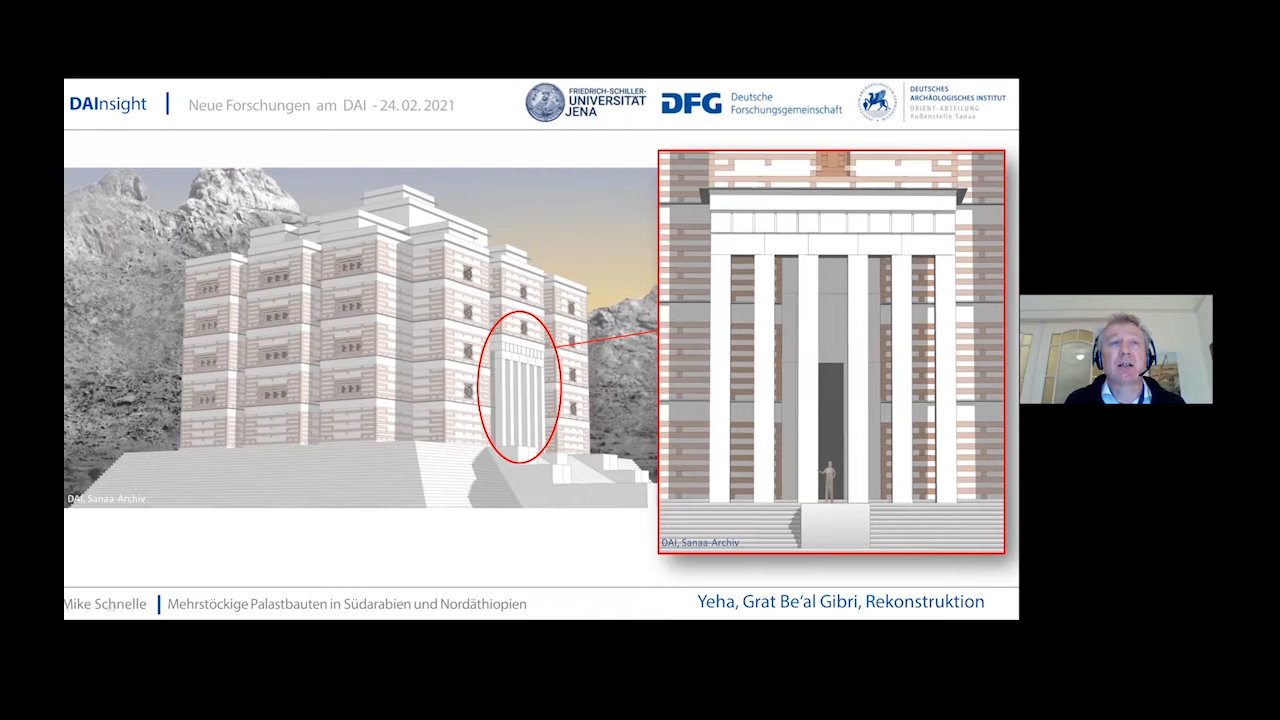 DAInsight
Neue Forschungen am DAI - 24.02.2021
FRIEDRICH-SCHILLER-
UNIVERSITÄT
JENA
DFG
Deutsche
Forschungsgemeinschaft
DEUTSCHES
ARCHÄOLOGISCHES INSTITUT
ORIENT-ABTEILUNG
Außenstelle Sanaa
DAI, Sanaa-Archiv
DAI, Sanaa-Archiv
Mike Schnelle
Mehrstöckige Palastbauten in Südarabien und Nordäthiopien
Yeha, Grat Be‘al Gibri, Rekonstruktion